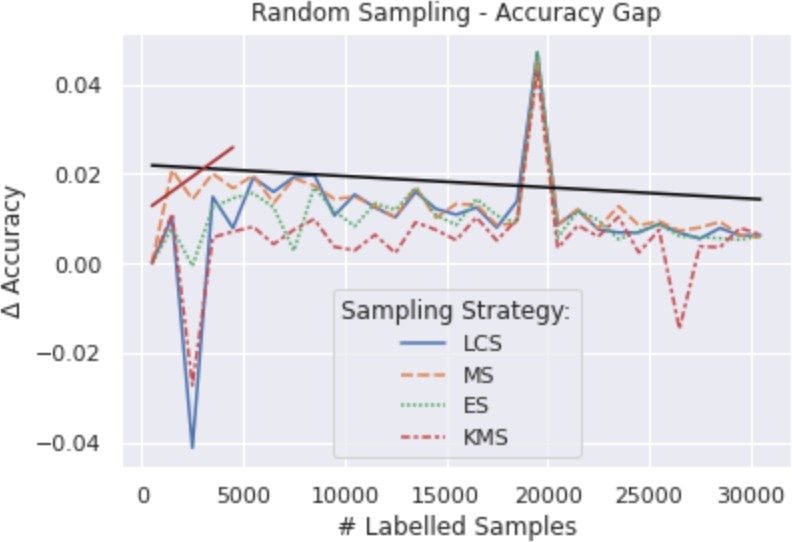 Random Sampling - Accuracy Gap
0.04
0.02
0.00
−0.02
−0.04
Δ Accuracy
Sampling Strategy:
LCS
MS
ES
KMS
0 5000 10000 15000 20000 25000 30000
# Labelled Samples